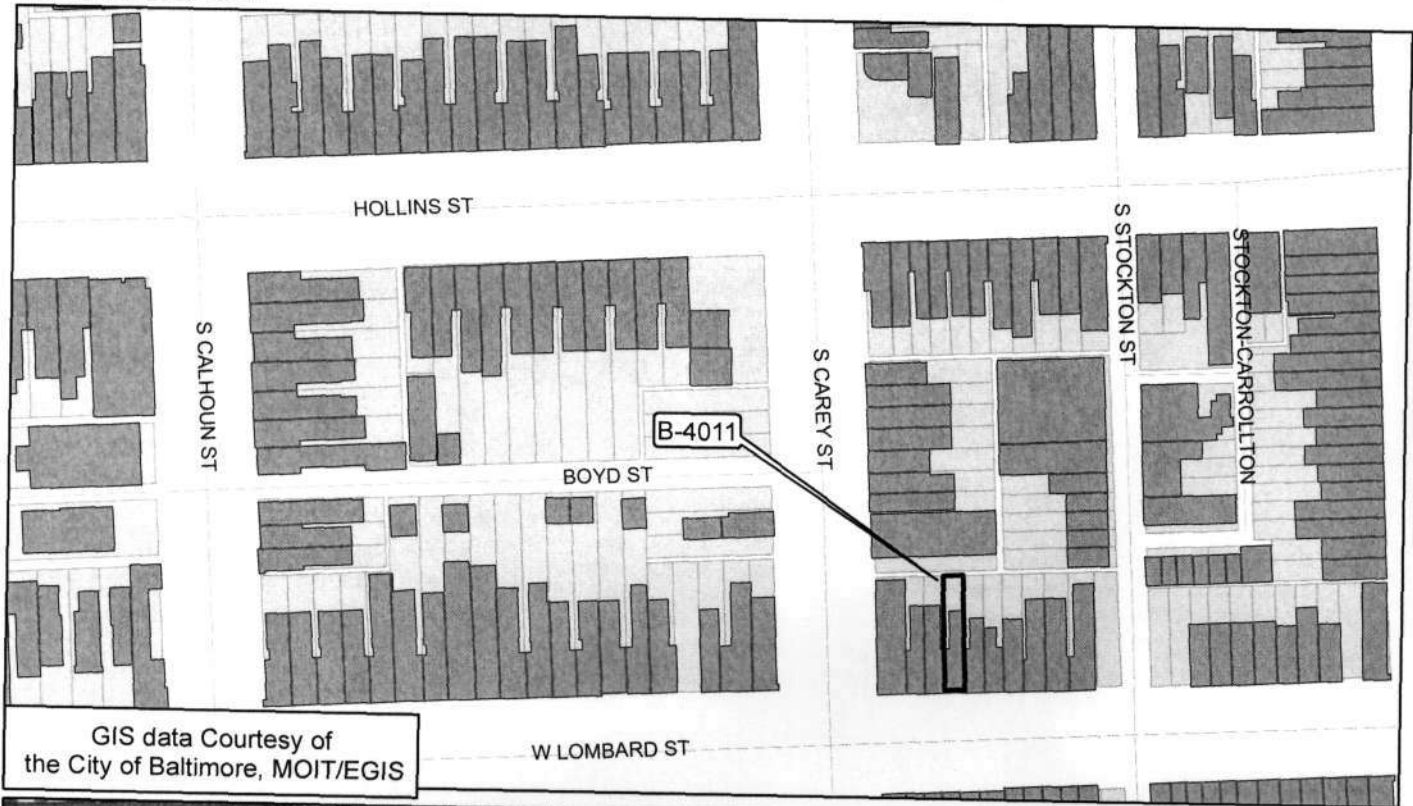 HOLLINS ST
S STOCKTON ST
STOCKTON-CARROLLTON
S CALHOUN ST
S CAREY ST
B-4011
BOYD ST
W LOMBARD ST
GIS data Courtesy of
the City of Baltimore, MOIT/EGIS